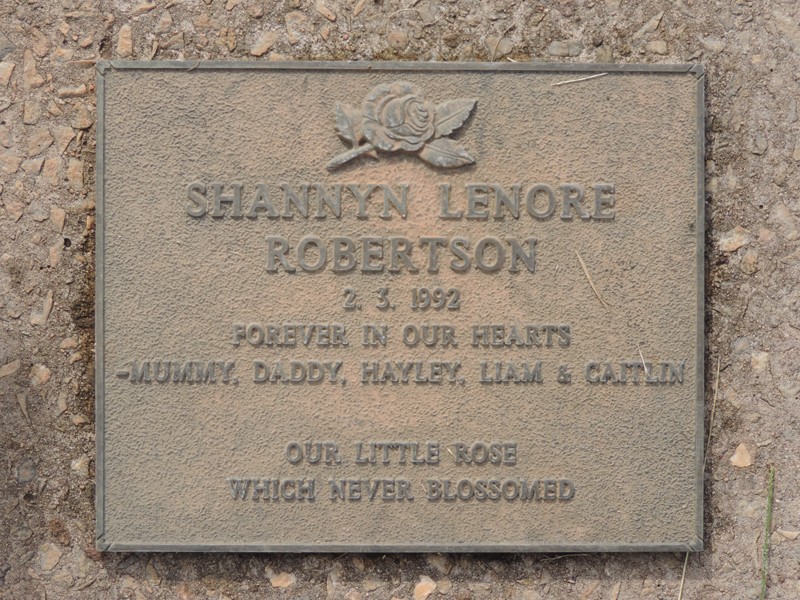 SHANNYN LENORE
ROBERTSON
2. 3. 1992
FOREVER IN OUR HEARTS
-MUMMY, DADDY, HAYLEY, LIAM & CAITLIN
OUR LITTLE ROSE
WHICH NEVER BLOSSOMED